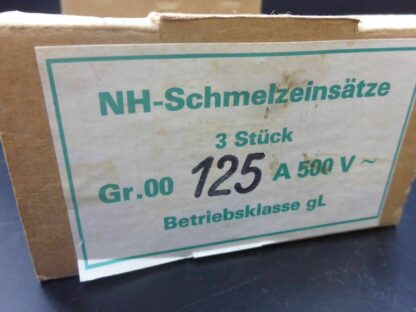 NH-Schmelzeinsätze
3 Stück
Gr.00 125 A 500 V ~
Betriebsklasse gL